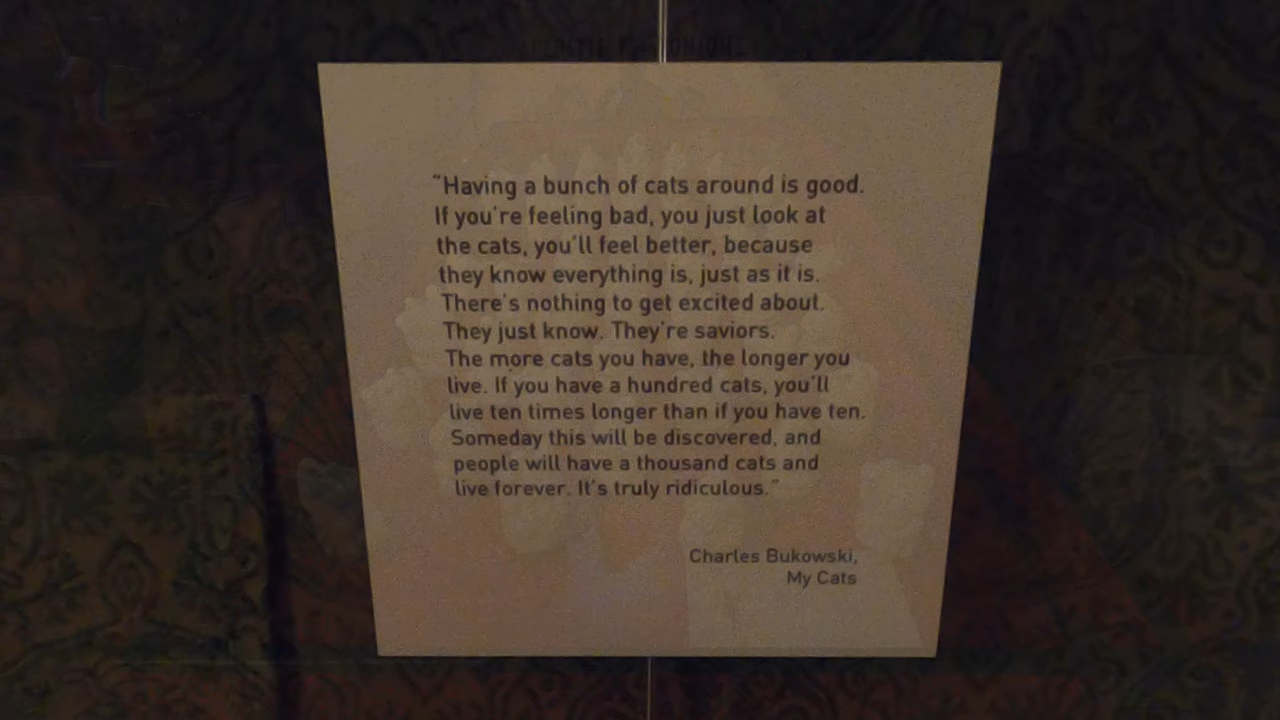 "Having a bunch of cats around is good.
If you're feeling bad, you just look at
the cats, you'll feel better, because
they know everything is, just as it is.
There's nothing to get excited about.
They just know. They're saviors.
The more cats you have, the longer you
live. If you have a hundred cats, you'll
live ten times longer than if you have ten.
Someday this will be discovered, and
people will have a thousand cats and
live forever. It's truly ridiculous."
Charles Bukowski,
My Cats